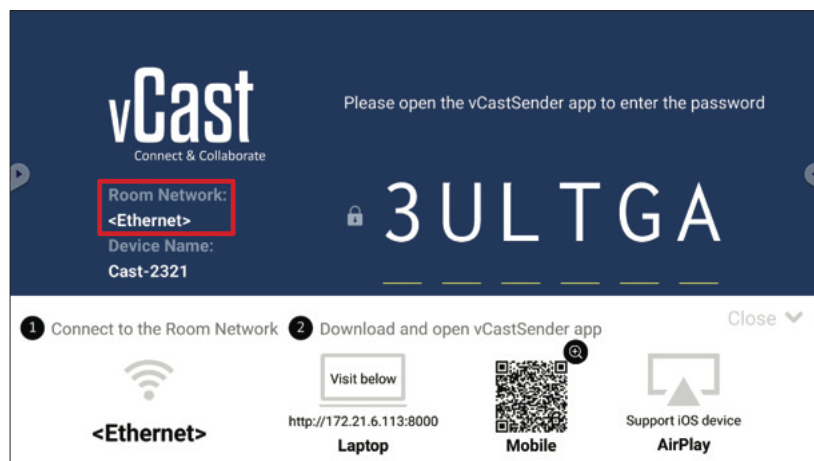 vCast
Connect & Collaborate
Please open the vCastSender app to enter the password
Room Network:
<Ethernet>
Device Name:
Cast-2321
3ULTGA
Close
1 Connect to the Room Network
2 Download and open vCastSender app
<Ethernet>
Visit below
http://172.21.6.113:8000
Laptop
Mobile
Support iOS device
AirPlay